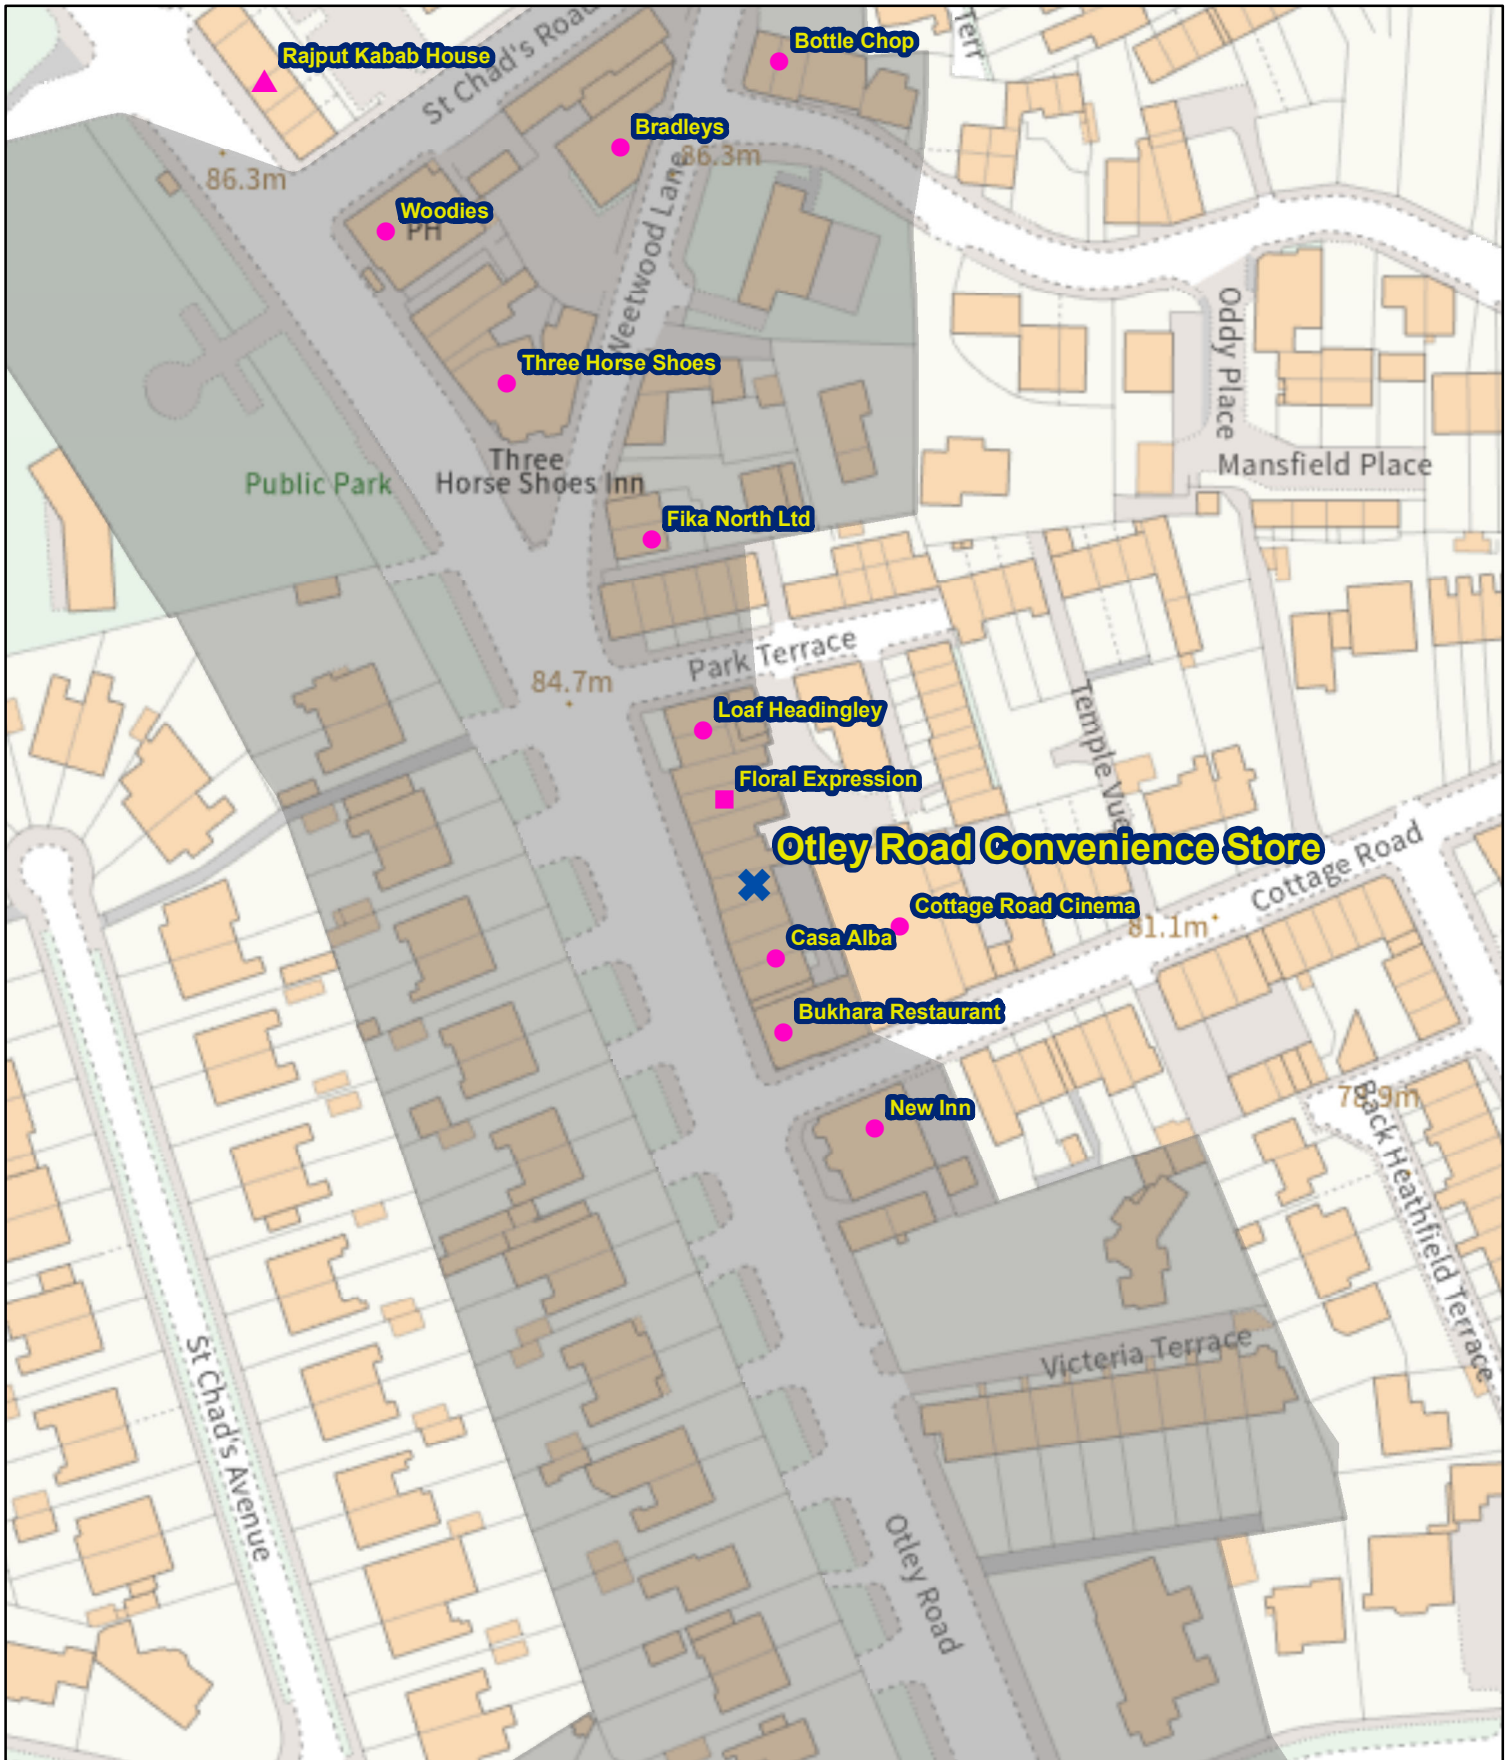 Terr
Bottle Chop
Rajput Kabab House
St Chad's Road
Bradleys
86.3m
86.3m
Woodies
PH
Weetwood Lane
Three Horse Shoes
Oddy Place
Three
Horse Shoes Inn
Mansfield Place
Public Park
Fika North Ltd
Park Terrace
84.7m
Loaf Headingley
Temple Vue
Floral Expression
Otley Road Convenience Store
Cottage Road
Cottage Road Cinema
81.1m
Casa Alba
Bukhara Restaurant
78.9m
New Inn
Back Heathfield Terrace
Victeria Terrace
St Chad's Avenue
Otley Road